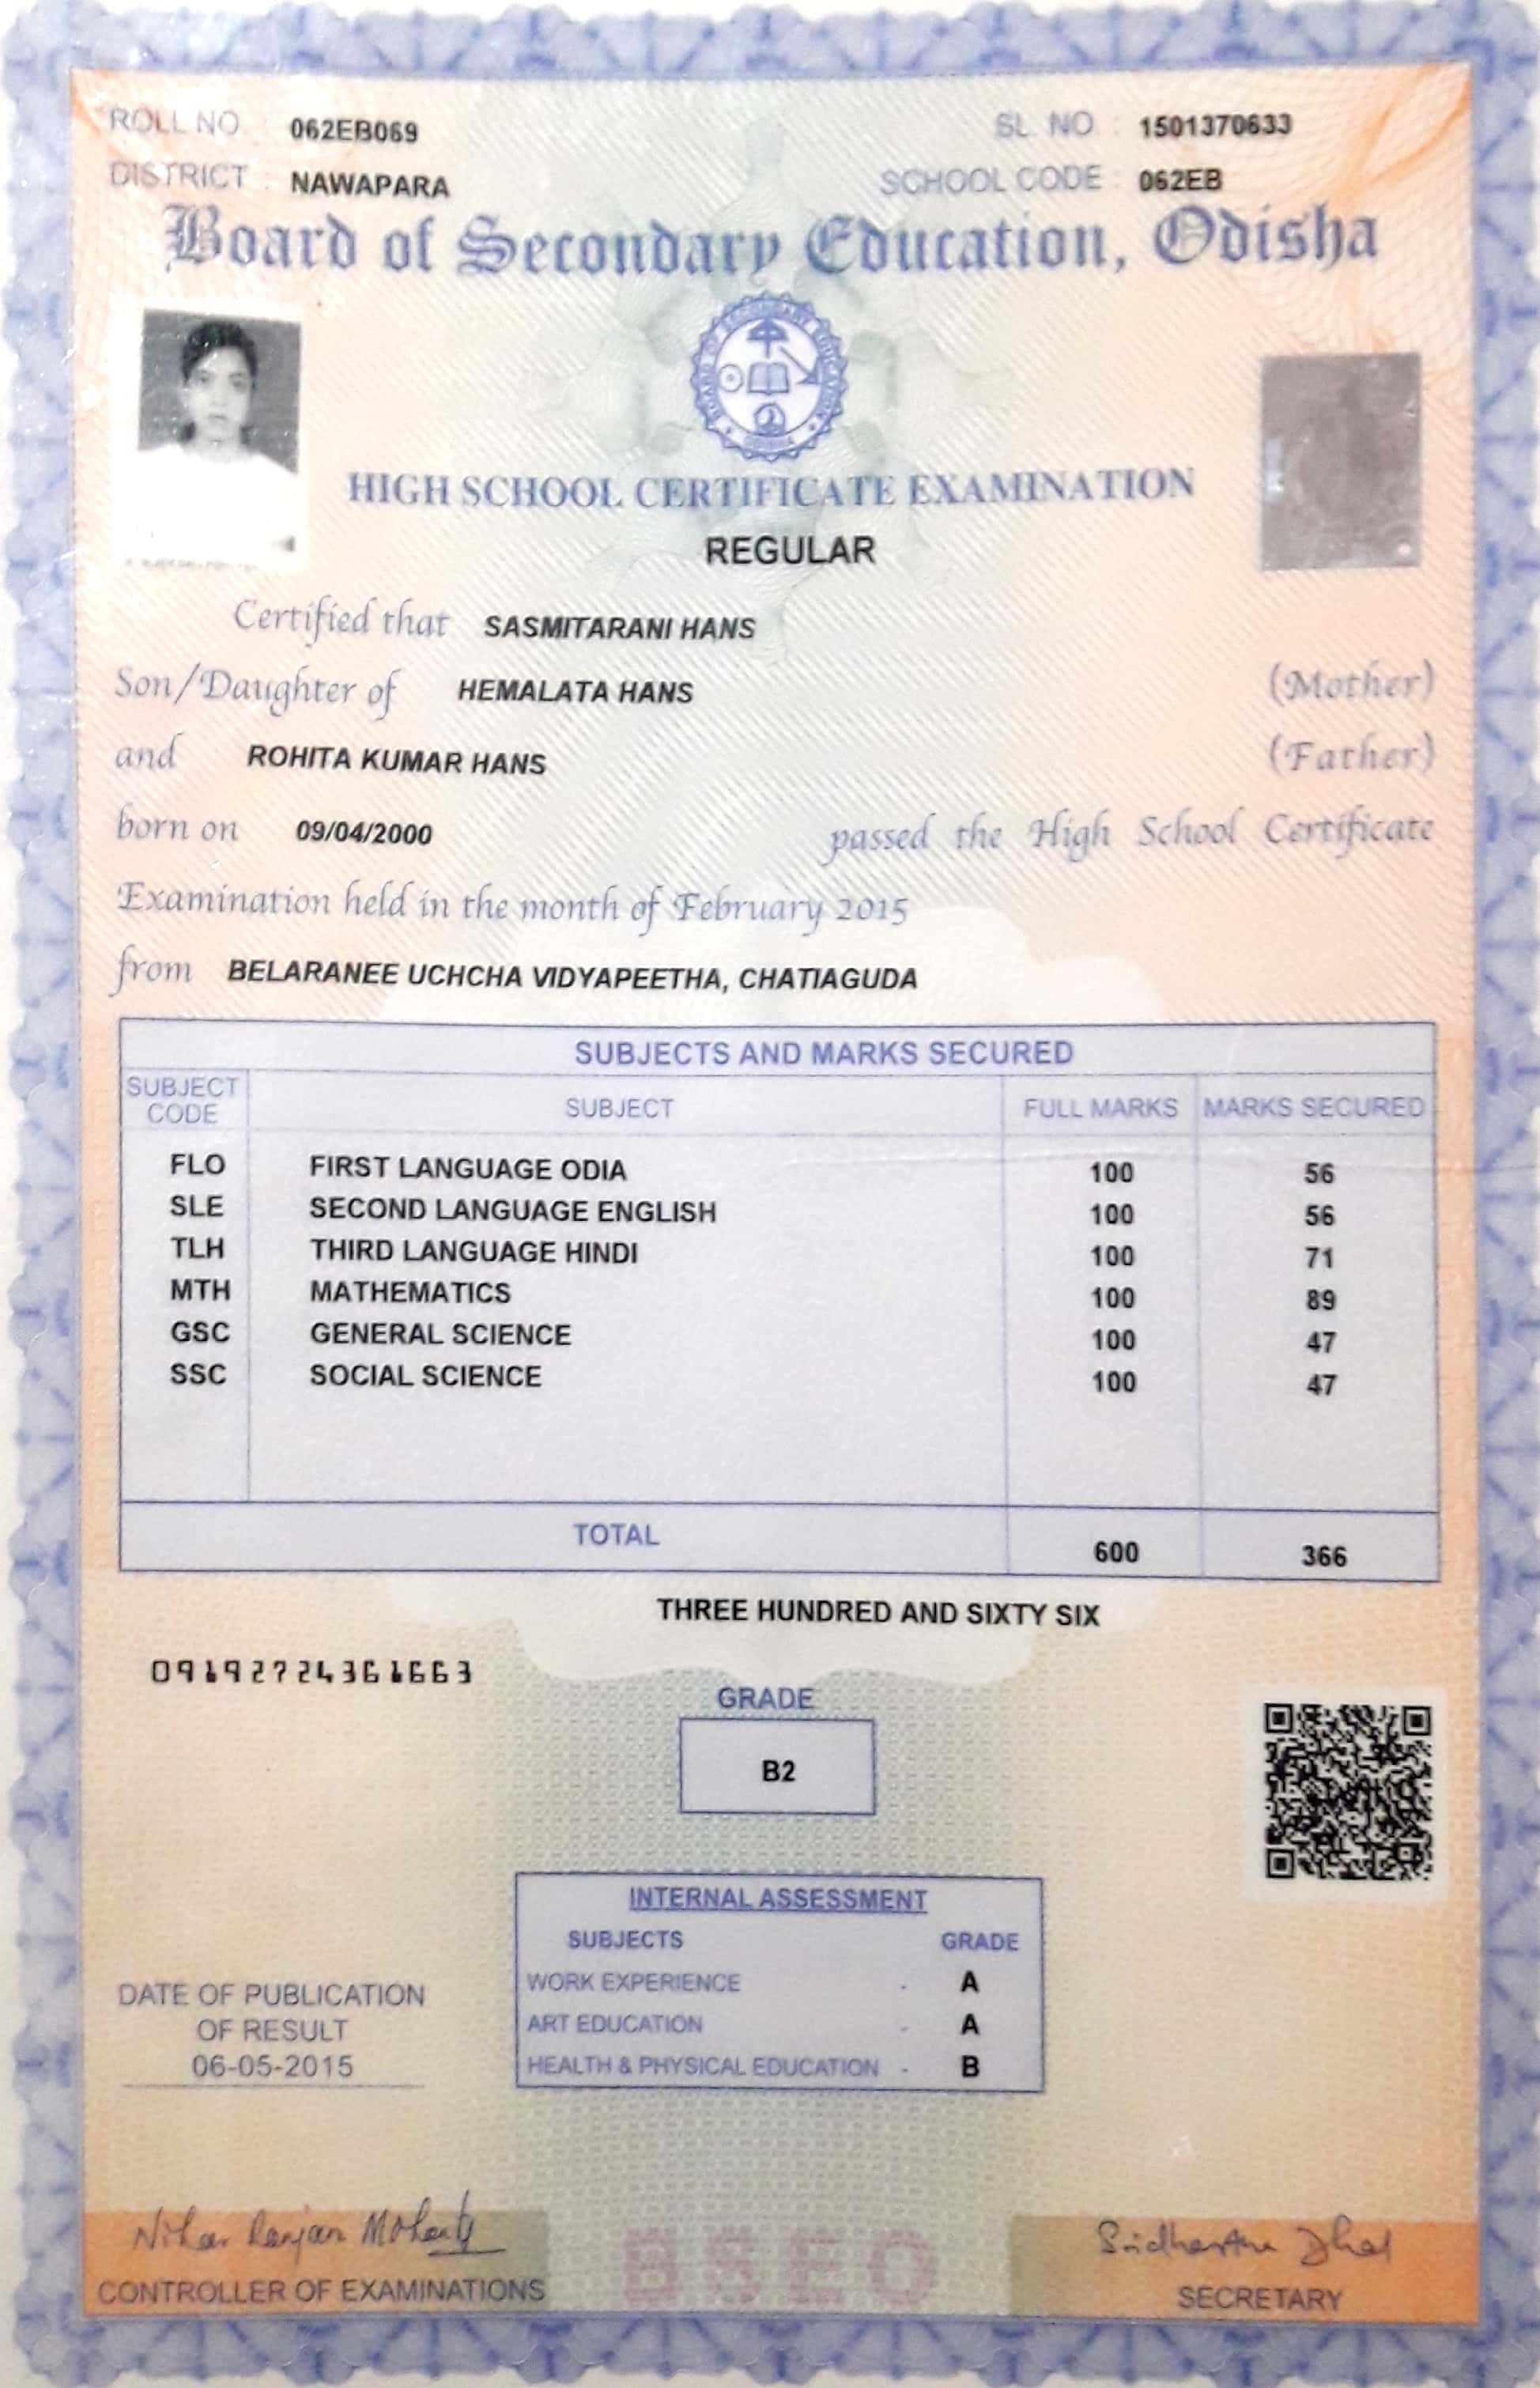 ROLL NO : 062EB069 SL. NO : 1501370633
DISTRICT : NAWAPARA SCHOOL CODE : 062EB
Board of Secondary Education, Odisha
HIGH SCHOOL CERTIFICATE EXAMINATION
REGULAR
Certified that SASMITARANI HANS
Son/Daughter of HEMALATA HANS (Mother)
and ROHITA KUMAR HANS (Father)
born on 09/04/2000 passed the High School Certificate
Examination held in the month of February 2015
from BELARANEE UCHCHA VIDYAPEETHA, CHATIAGUDA
SUBJECTS AND MARKS SECURED
SUBJECT CODE SUBJECT FULL MARKS MARKS SECURED
FLO FIRST LANGUAGE ODIA 100 56
SLE SECOND LANGUAGE ENGLISH 100 56
TLH THIRD LANGUAGE HINDI 100 71
MTH MATHEMATICS 100 89
GSC GENERAL SCIENCE 100 47
SSC SOCIAL SCIENCE 100 47
TOTAL 600 366
THREE HUNDRED AND SIXTY SIX
09192724361663
GRADE
B2
INTERNAL ASSESSMENT
SUBJECTS GRADE
WORK EXPERIENCE - A
ART EDUCATION - A
HEALTH & PHYSICAL EDUCATION - B
DATE OF PUBLICATION
OF RESULT
06-05-2015
Nihar Ranjan Mohanty
CONTROLLER OF EXAMINATIONS
BSEO
Sridhartha Dhal
SECRETARY